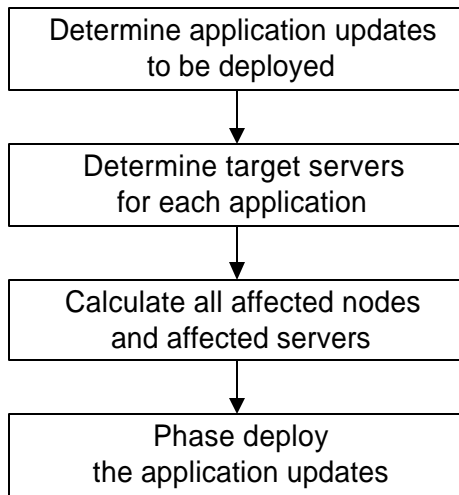 Determine application updates
to be deployed
Determine target servers
for each application
Calculate all affected nodes
and affected servers
Phase deploy
the application updates